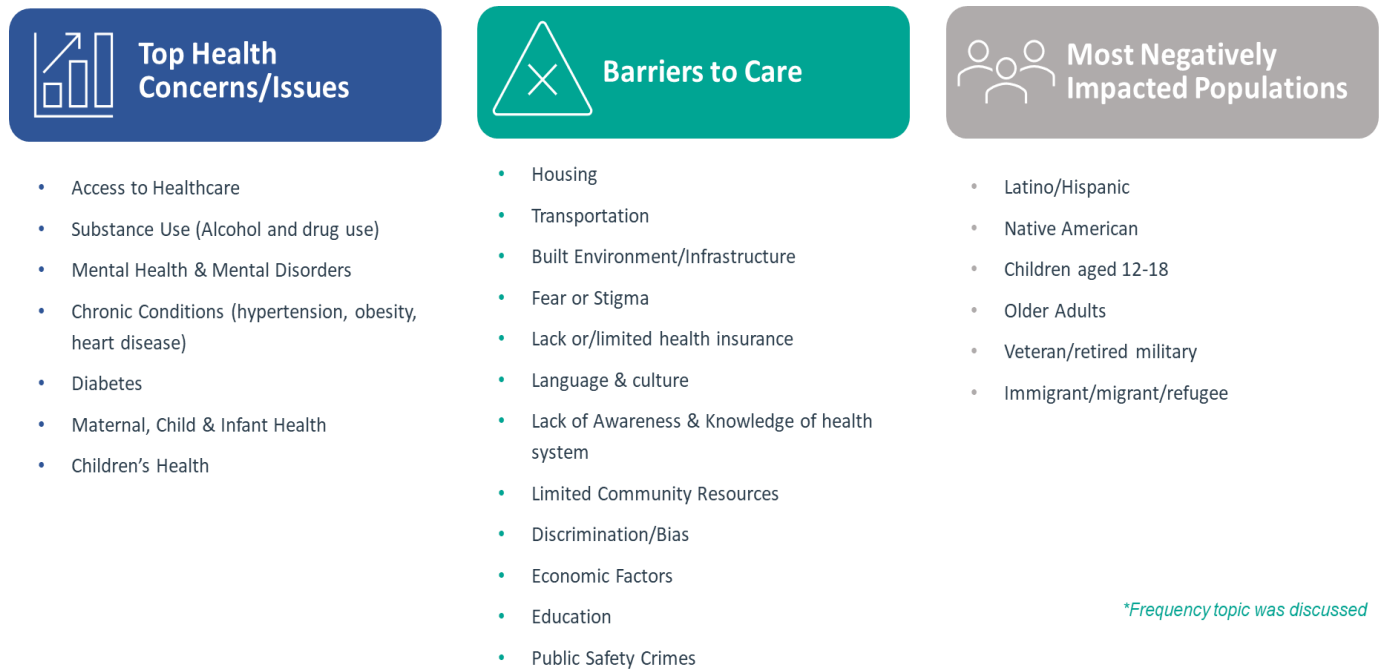 Top Health
Concerns/Issues
• Access to Healthcare
• Substance Use (Alcohol and drug use)
• Mental Health & Mental Disorders
• Chronic Conditions (hypertension, obesity,
heart disease)
• Diabetes
• Maternal, Child & Infant Health
• Children’s Health
Barriers to Care
• Housing
• Transportation
• Built Environment/Infrastructure
• Fear or Stigma
• Lack or/limited health insurance
• Language & culture
• Lack of Awareness & Knowledge of health
system
• Limited Community Resources
• Discrimination/Bias
• Economic Factors
• Education
• Public Safety Crimes
Most Negatively
Impacted Populations
• Latino/Hispanic
• Native American
• Children aged 12-18
• Older Adults
• Veteran/retired military
• Immigrant/migrant/refugee
*Frequency topic was discussed